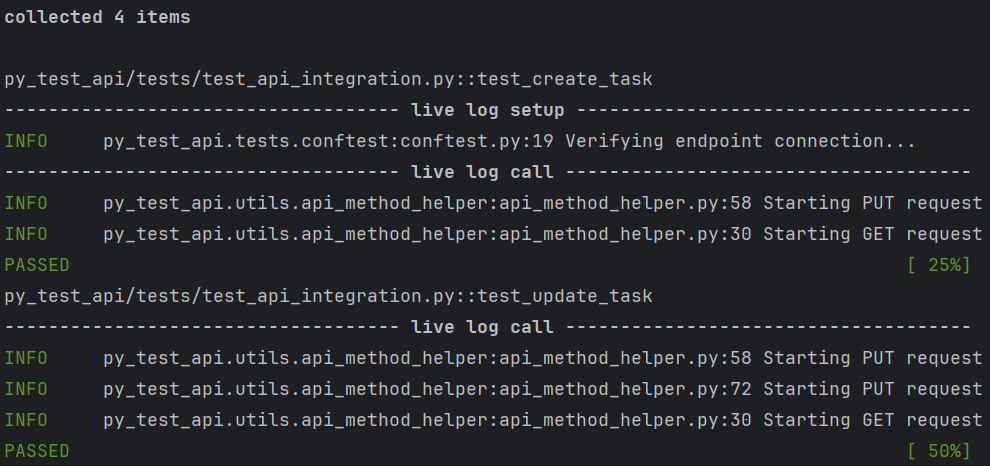 collected 4 items
py_test_api/tests/test_api_integration.py::test_create_task
------------------------------------ live log setup ------------------------------------
INFO     py_test_api.tests.conftest:conftest.py:19 Verifying endpoint connection...
------------------------------------ live log call -------------------------------------
INFO     py_test_api.utils.api_method_helper:api_method_helper.py:58 Starting PUT request
INFO     py_test_api.utils.api_method_helper:api_method_helper.py:30 Starting GET request
PASSED                                                                            [ 25%]
py_test_api/tests/test_api_integration.py::test_update_task
------------------------------------ live log call -------------------------------------
INFO     py_test_api.utils.api_method_helper:api_method_helper.py:58 Starting PUT request
INFO     py_test_api.utils.api_method_helper:api_method_helper.py:72 Starting PUT request
INFO     py_test_api.utils.api_method_helper:api_method_helper.py:30 Starting GET request
PASSED                                                                            [ 50%]